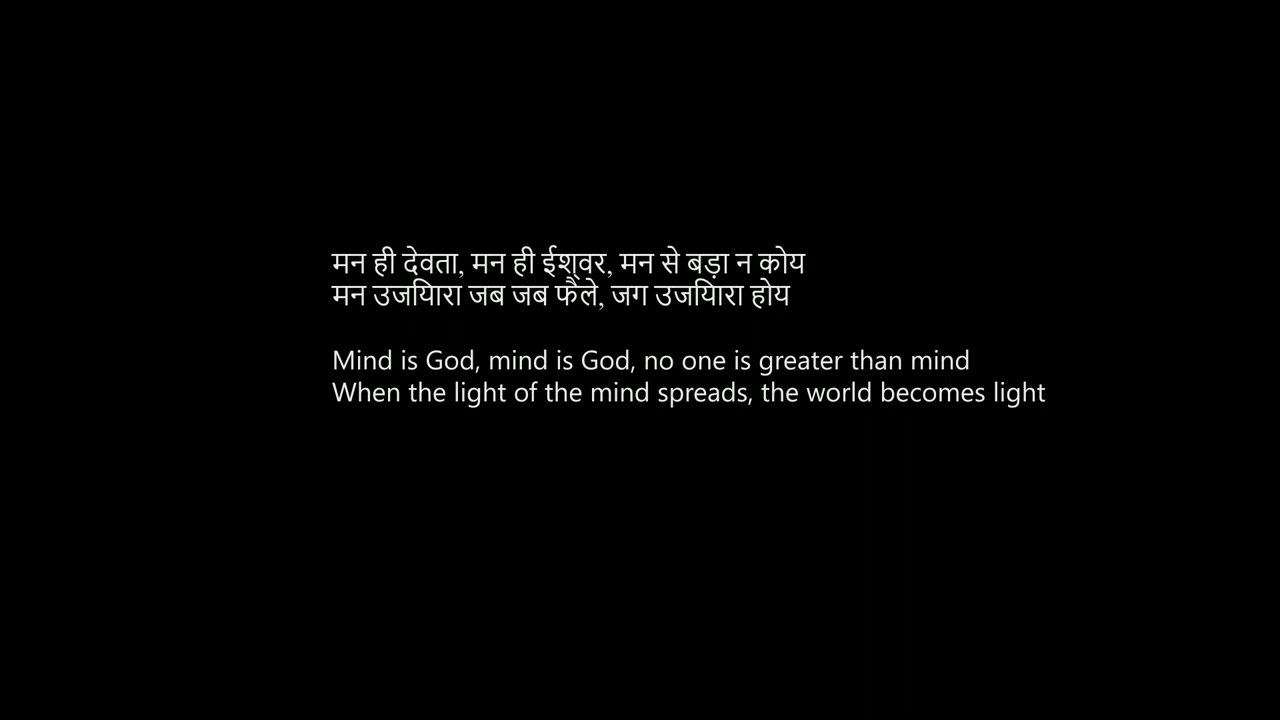 मन ही देवता, मन ही ईश्वर, मन से बड़ा न कोय
मन उजियारा जब जब फैले, जग उजियारा होय
Mind is God, mind is God, no one is greater than mind
When the light of the mind spreads, the world becomes light